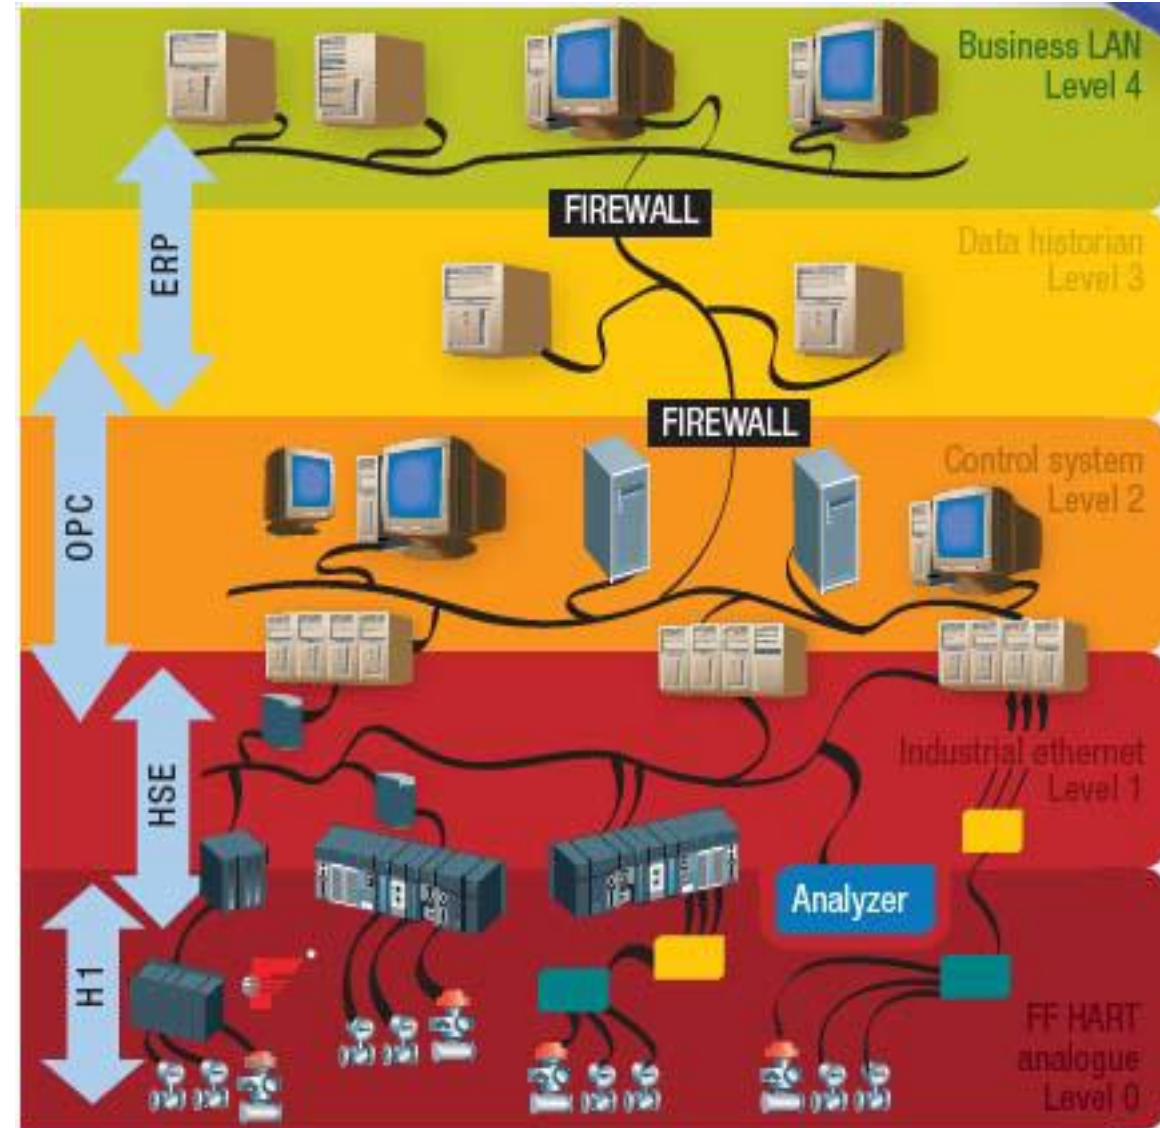 Business LAN
Level 4
FIREWALL
ERP
Data historian
Level 3
FIREWALL
OPC
Control system
Level 2
HSE
Industrial ethernet
Level 1
Analyzer
H1
FF HART
analogue
Level 0